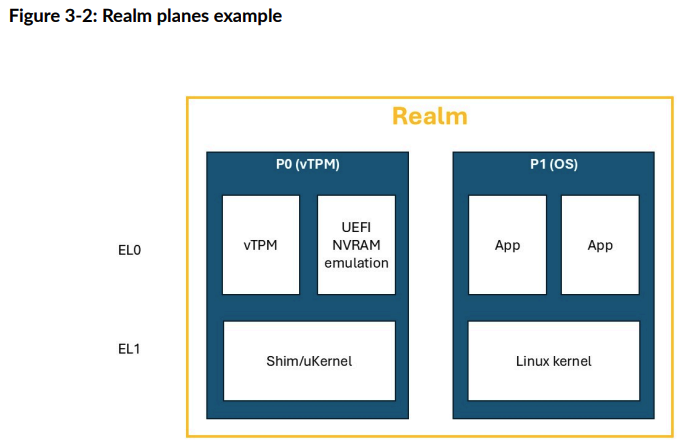 Figure 3-2: Realm planes example
Realm
P0 (vTPM)
P1 (OS)
EL0
vTPM
UEFI
NVRAM
emulation
App
App
EL1
Shim/uKernel
Linux kernel